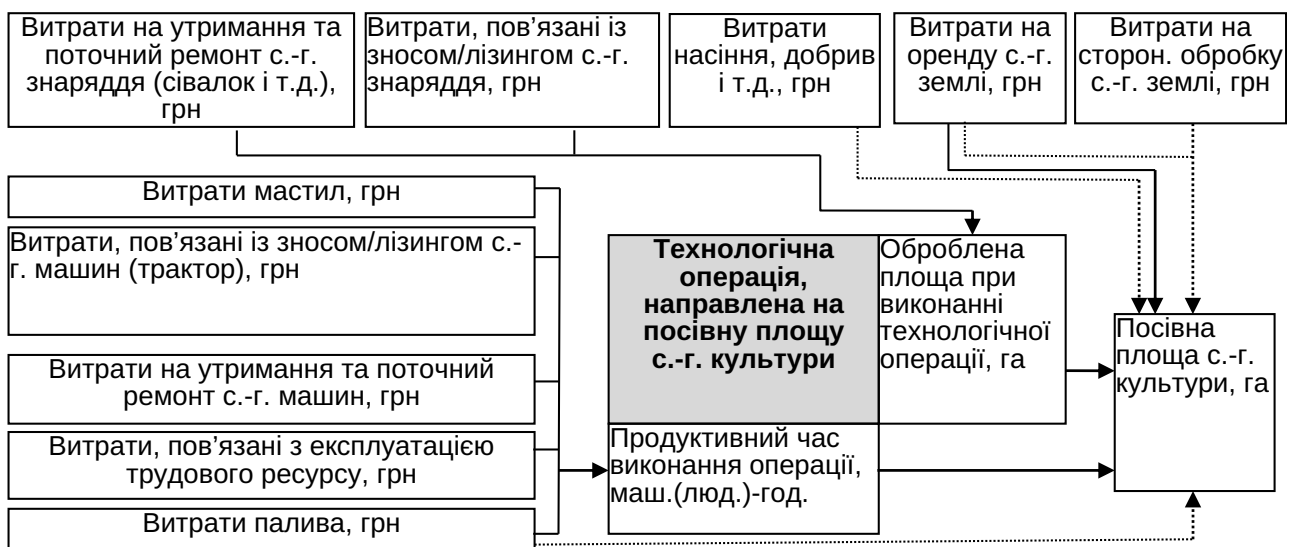 Витрати на утримання та
поточний ремонт с.-г.
знаряддя (сівалок і т.д.),
грн
Витрати, пов’язані із
зносом/лізингом с.-г.
знаряддя, грн
Витрати
насіння, добрив
і т.д., грн
Витрати на
оренду с.-г.
землі, грн
Витрати на
сторон. обробку
с.-г. землі, грн
Витрати мастил, грн
Витрати, пов’язані із зносом/лізингом с.-
г. машин (трактор), грн
Витрати на утримання та поточний
ремонт с.-г. машин, грн
Витрати, пов’язані з експлуатацією
трудового ресурсу, грн
Витрати палива, грн
Технологічна
операція,
направлена на
посівну площу
с.-г. культури
Оброблена
площа при
виконанні
технологічної
операції, га
Продуктивний час
виконання операції,
маш.(люд.)-год.
Посівна
площа с.-г.
культури, га